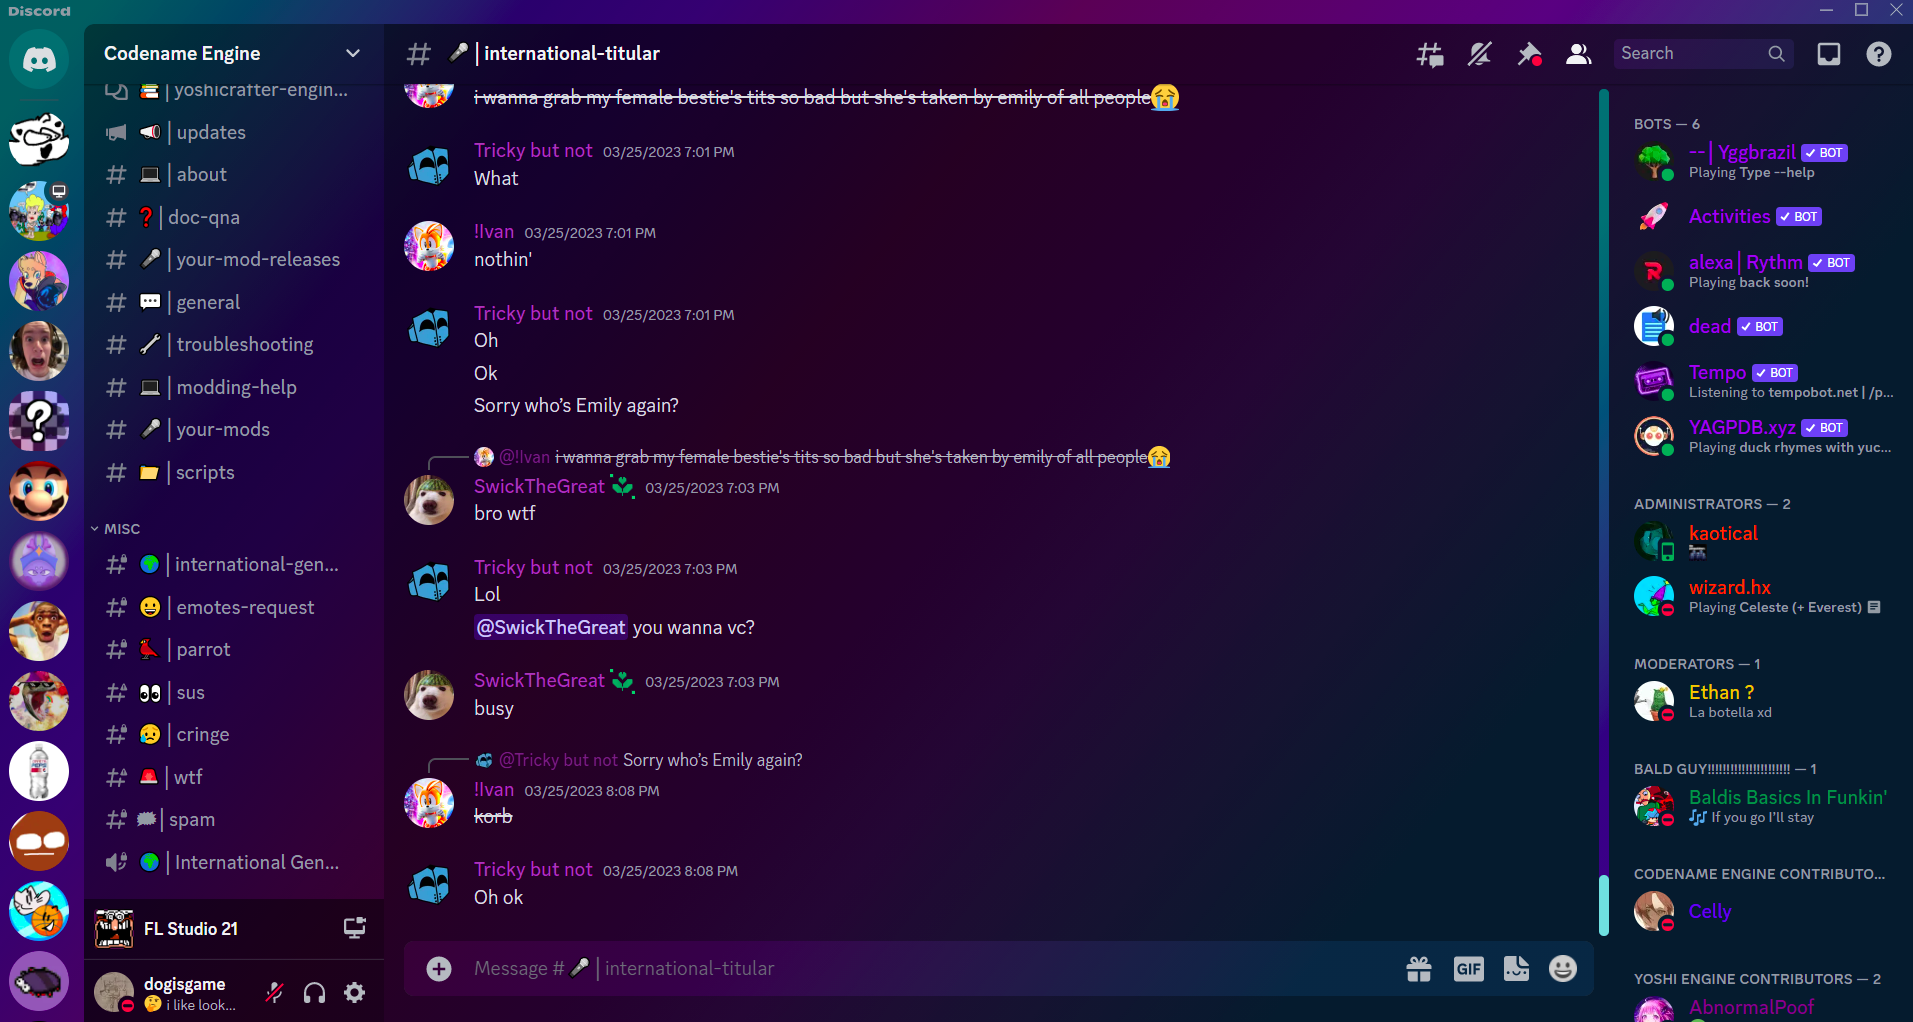 Discord
Codename Engine
yoshicrafter-engin...
updates
about
doc-qna
your-mod-releases
general
troubleshooting
modding-help
your-mods
scripts
MISC
international-gen...
emotes-request
parrot
sus
cringe
wtf
spam
International Gen...
FL Studio 21
dogisgame
i like look...
international-titular
Search
i wanna grab my female bestie's tits so bad but she's taken by emily of all people
Tricky but not 03/25/2023 7:01 PM
What
!Ivan 03/25/2023 7:01 PM
nothin'
Tricky but not 03/25/2023 7:01 PM
Oh
Ok
Sorry who’s Emily again?
@!Ivan i wanna grab my female bestie's tits so bad but she's taken by emily of all people
SwickTheGreat 03/25/2023 7:03 PM
bro wtf
Tricky but not 03/25/2023 7:03 PM
Lol
@SwickTheGreat you wanna vc?
SwickTheGreat 03/25/2023 7:03 PM
busy
@Tricky but not Sorry who’s Emily again?
!Ivan 03/25/2023 8:08 PM
korb
Tricky but not 03/25/2023 8:08 PM
Oh ok
Message # | international-titular
GIF
BOTS — 6
--│Yggbrazil BOT
Playing Type --help
Activities BOT
alexa│Rythm BOT
Playing back soon!
dead BOT
Tempo BOT
Listening to tempobot.net | /p...
YAGPDB.xyz BOT
Playing duck rhymes with yuc...
ADMINISTRATORS — 2
kaotical
wizard.hx
Playing Celeste (+ Everest)
MODERATORS — 1
Ethan ?
La botella xd
BALD GUY!!!!!!!!!!!!!!!!!!!!!!! — 1
Baldis Basics In Funkin'
If you go I’ll stay
CODENAME ENGINE CONTRIBUTO...
Celly
YOSHI ENGINE CONTRIBUTORS — 2
AbnormalPoof